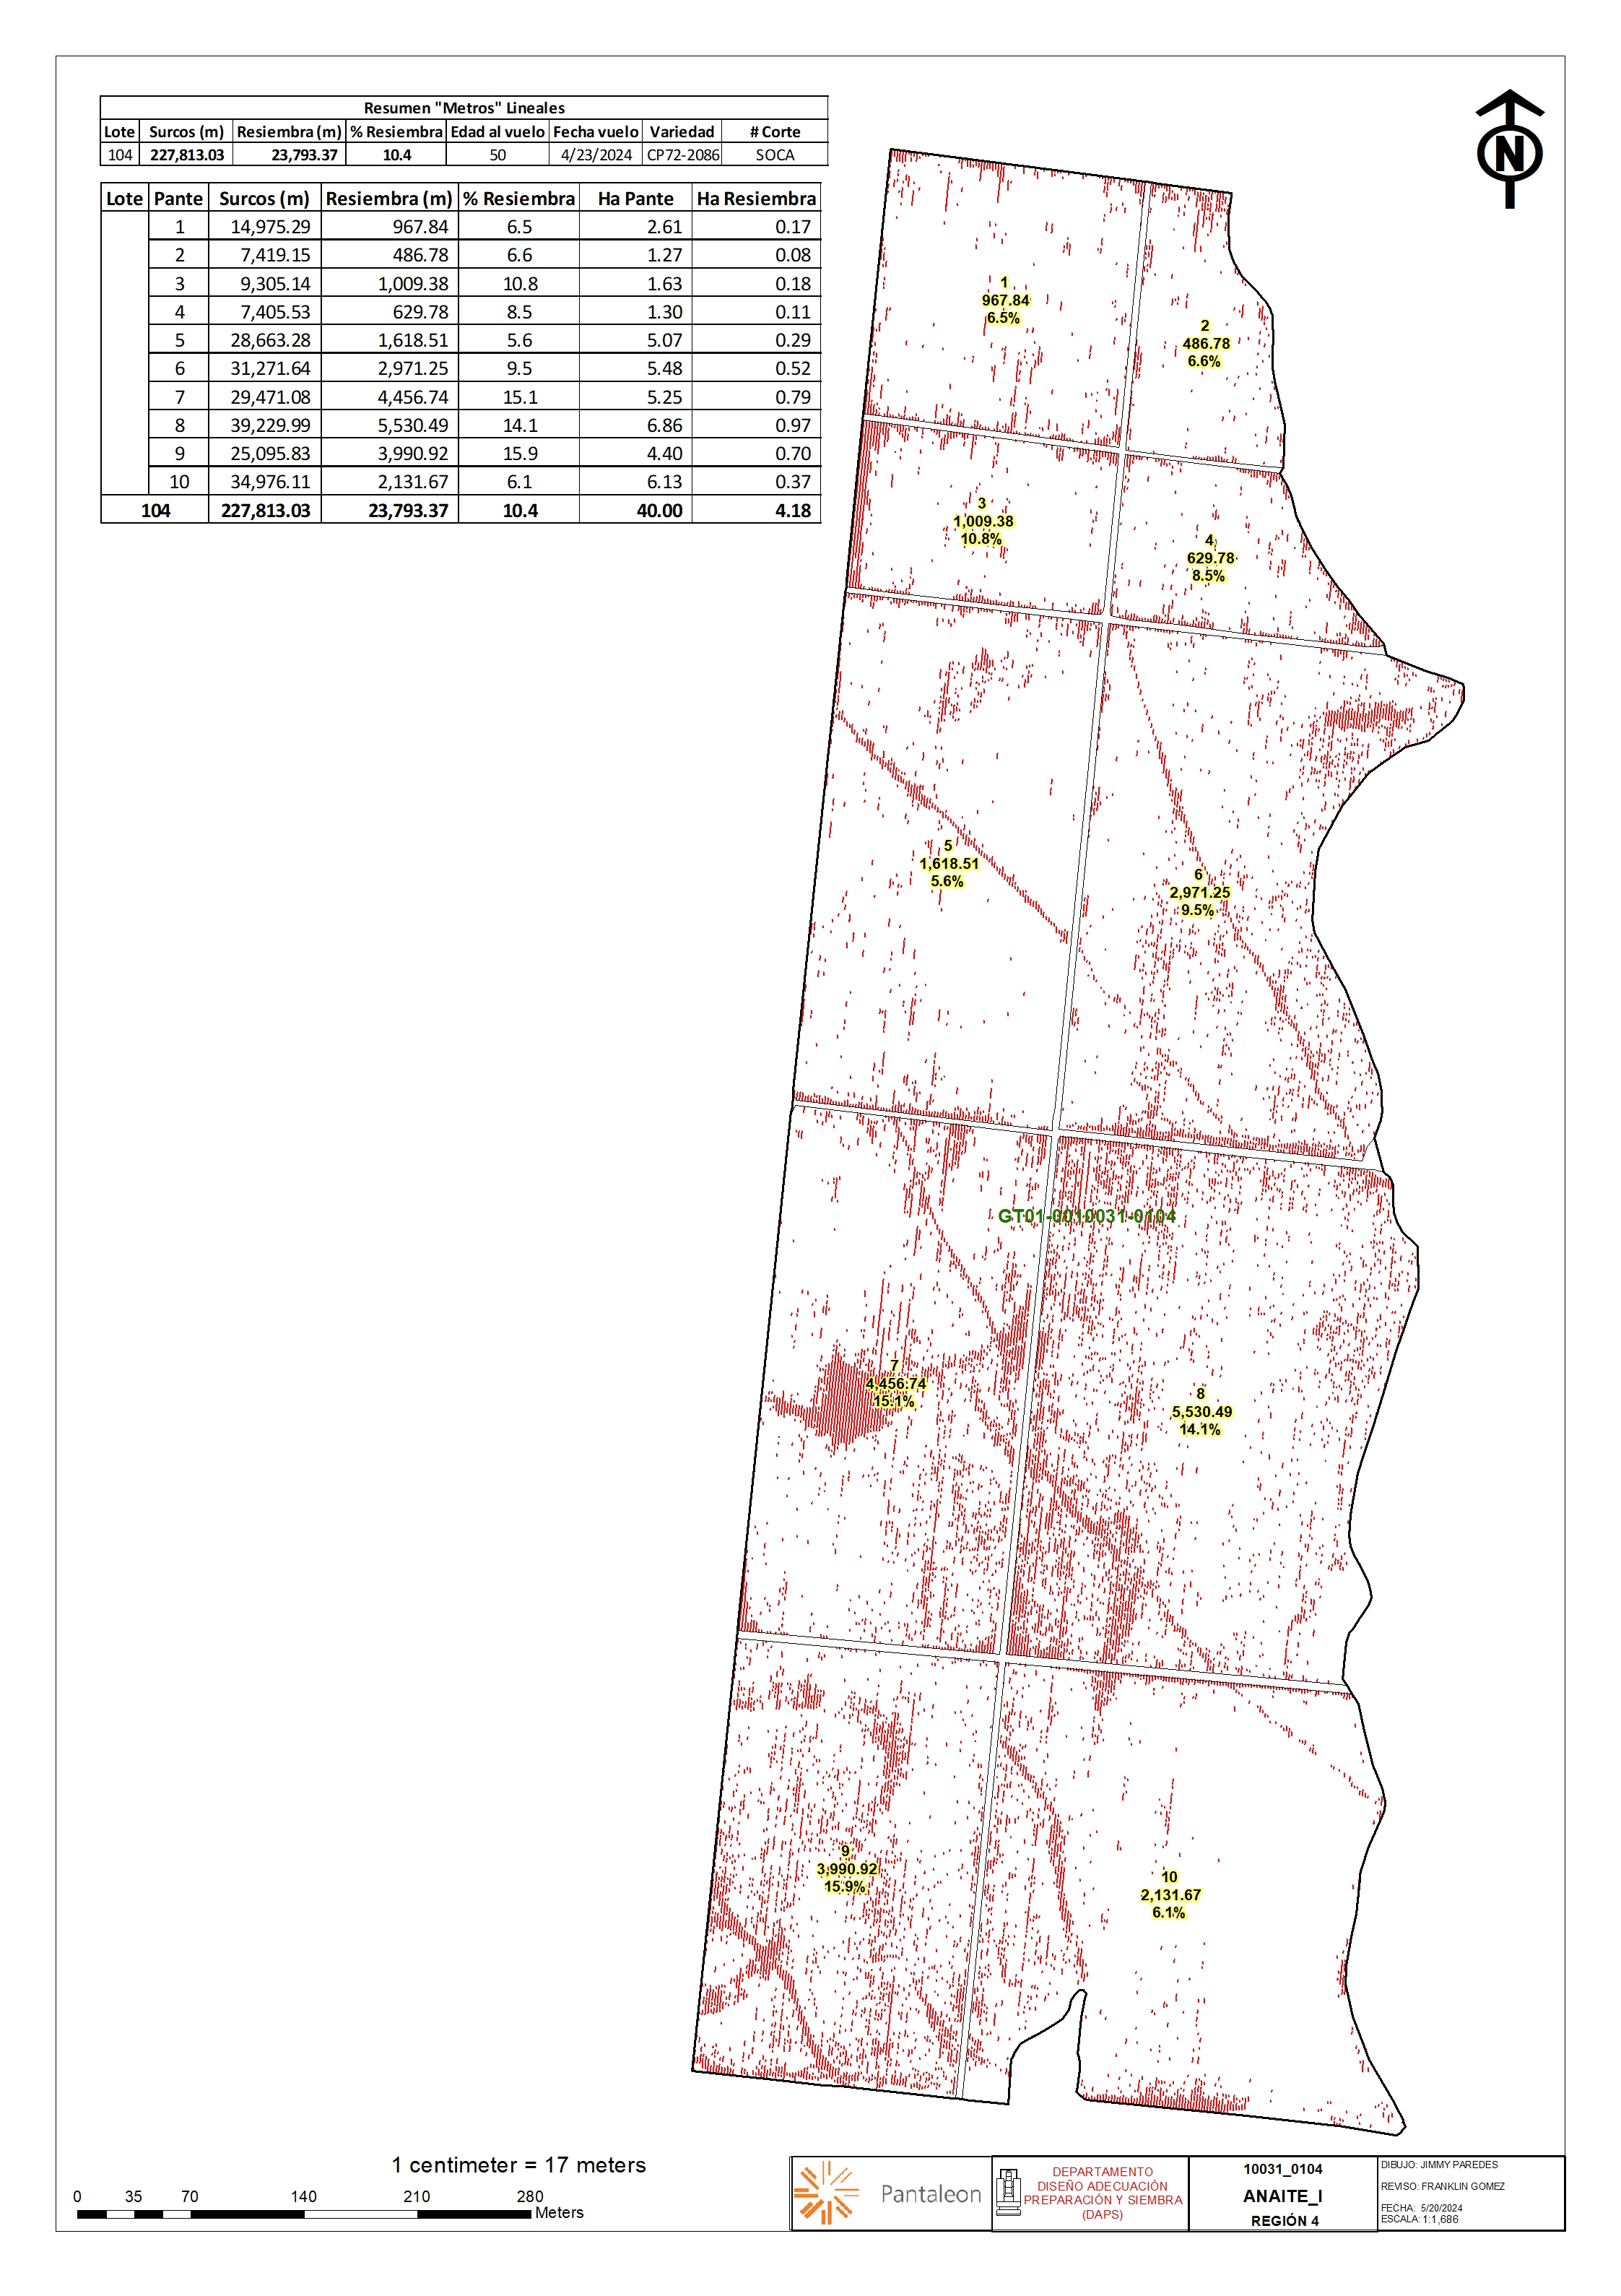 Resumen "Metros" Lineales
Lote Surcos (m) Resiembra (m) % Resiembra Edad al vuelo Fecha vuelo Variedad # Corte
104 227,813.03 23,793.37 10.4 50 4/23/2024 CP72-2086 SOCA
Lote Pante Surcos (m) Resiembra (m) % Resiembra Ha Pante Ha Resiembra
1 14,975.29 967.84 6.5 2.61 0.17
2 7,419.15 486.78 6.6 1.27 0.08
3 9,305.14 1,009.38 10.8 1.63 0.18
4 7,405.53 629.78 8.5 1.30 0.11
5 28,663.28 1,618.51 5.6 5.07 0.29
6 31,271.64 2,971.25 9.5 5.48 0.52
7 29,471.08 4,456.74 15.1 5.25 0.79
8 39,229.99 5,530.49 14.1 6.86 0.97
9 25,095.83 3,990.92 15.9 4.40 0.70
10 34,976.11 2,131.67 6.1 6.13 0.37
104 227,813.03 23,793.37 10.4 40.00 4.18
N
1
967.84
6.5%
2
486.78
6.6%
3
1,009.38
10.8%
4
629.78
8.5%
5
1,618.51
5.6%
6
2,971.25
9.5%
GT01-0010031-0104
7
4,456.74
15.1%
8
5,530.49
14.1%
9
3,990.92
15.9%
10
2,131.67
6.1%
1 centimeter = 17 meters
0 35 70 140 210 280
Meters
Pantaleon
DEPARTAMENTO
DISEÑO ADECUACIÓN
PREPARACIÓN Y SIEMBRA
(DAPS)
10031_0104
ANAITE_I
REGIÓN 4
DIBUJO: JIMMY PAREDES
REVISO: FRANKLIN GOMEZ
FECHA: 5/20/2024
ESCALA: 1:1,686